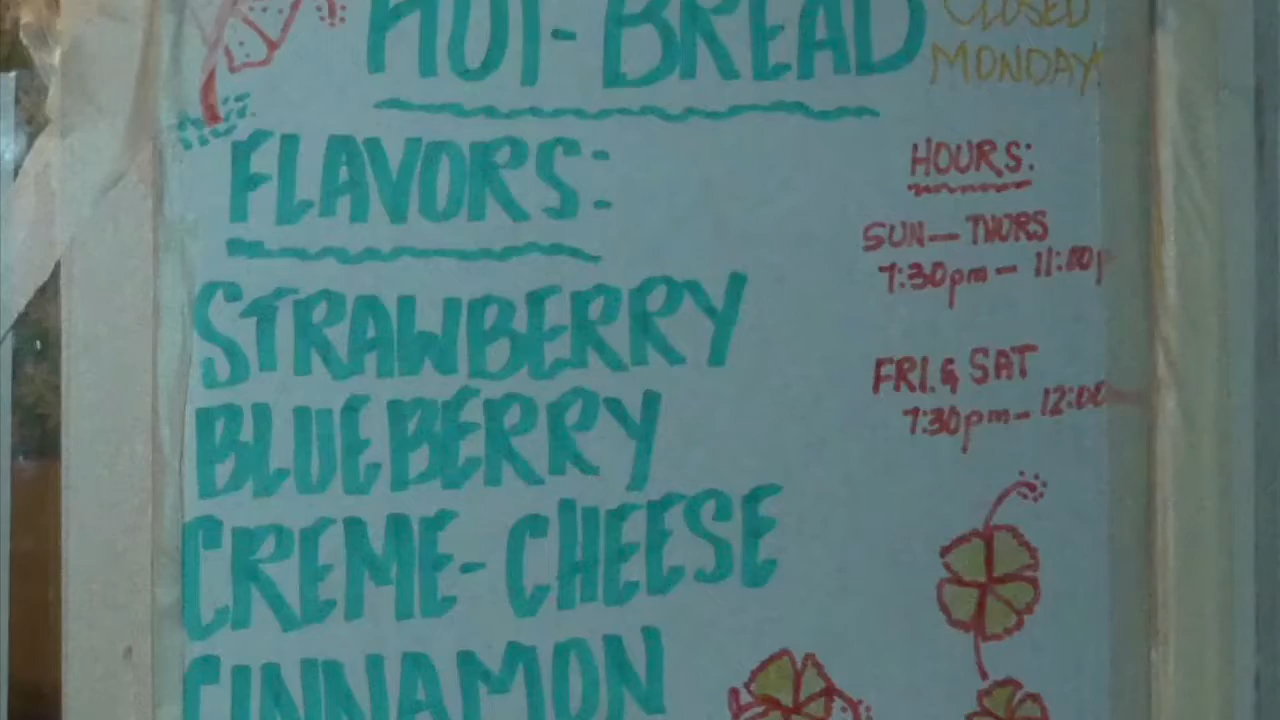 HOT-BREAD
CLOSED
MONDAY
FLAVORS:
STRAWBERRY
BLUEBERRY
CREME-CHEESE
CINNAMON
HOURS:
SUN—THURS
7:30pm - 11:00p
FRI. & SAT
7:30pm - 12:00